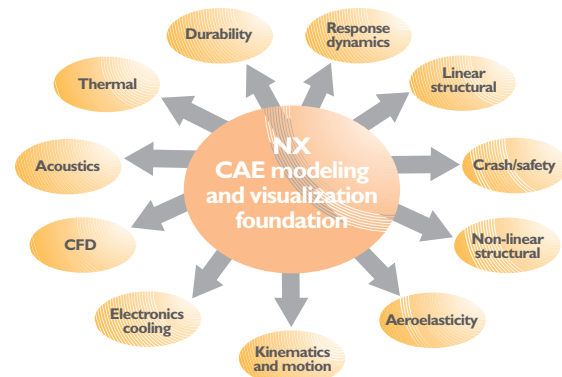 Durability
Response
dynamics
Linear
structural
Crash/safety
Non-linear
structural
Aeroelasticity
Kinematics
and motion
Electronics
cooling
CFD
Acoustics
Thermal
NX
CAE modeling
and visualization
foundation